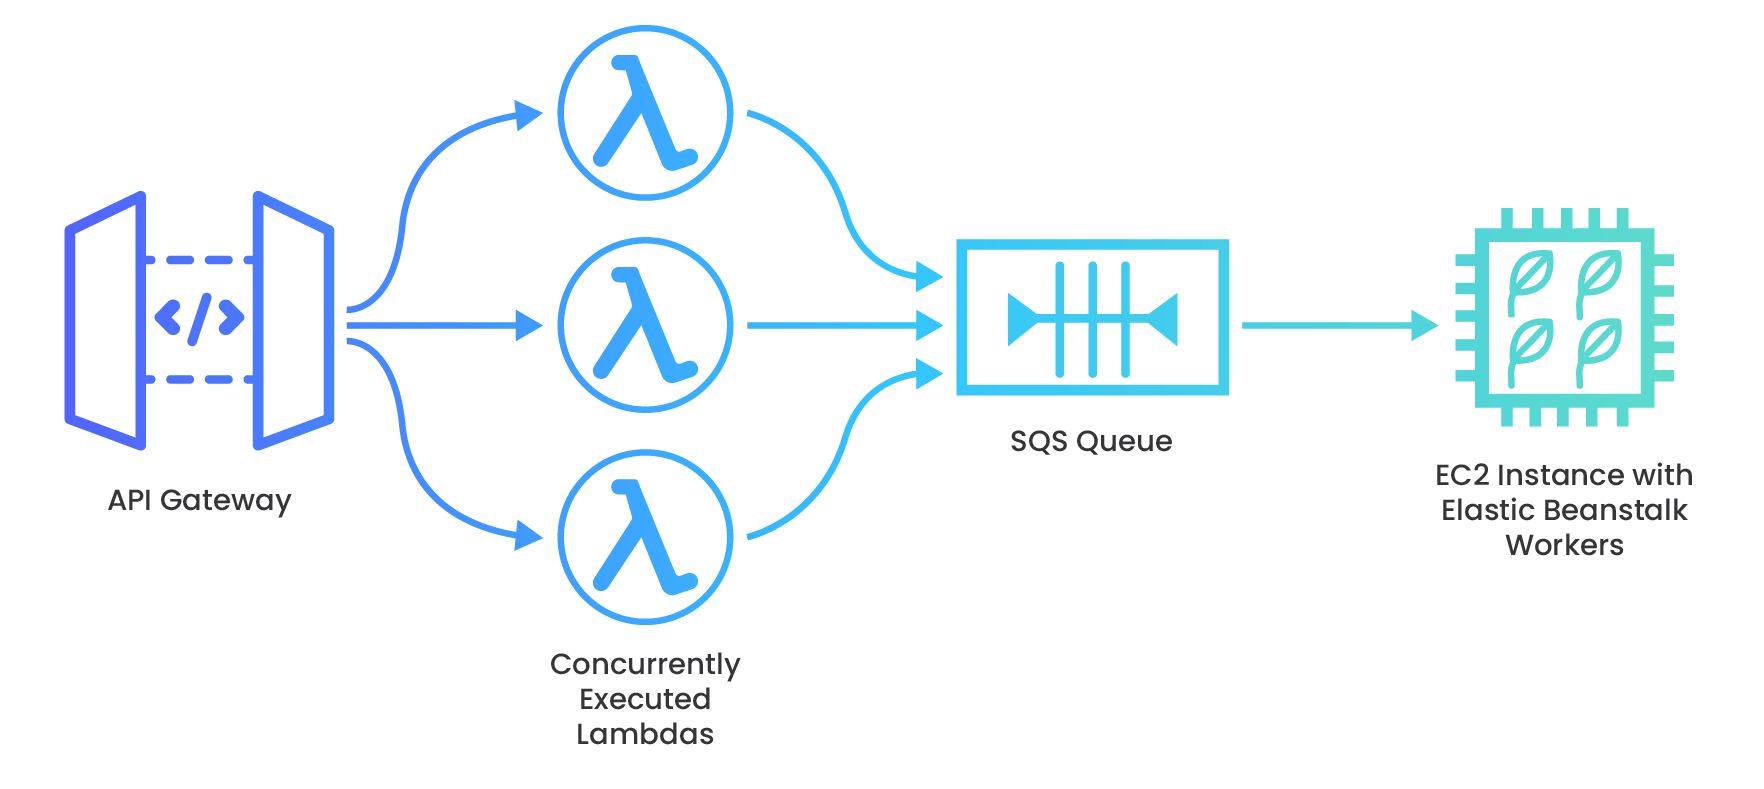 API Gateway
Concurrently
Executed
Lambdas
SQS Queue
EC2 Instance with
Elastic Beanstalk
Workers